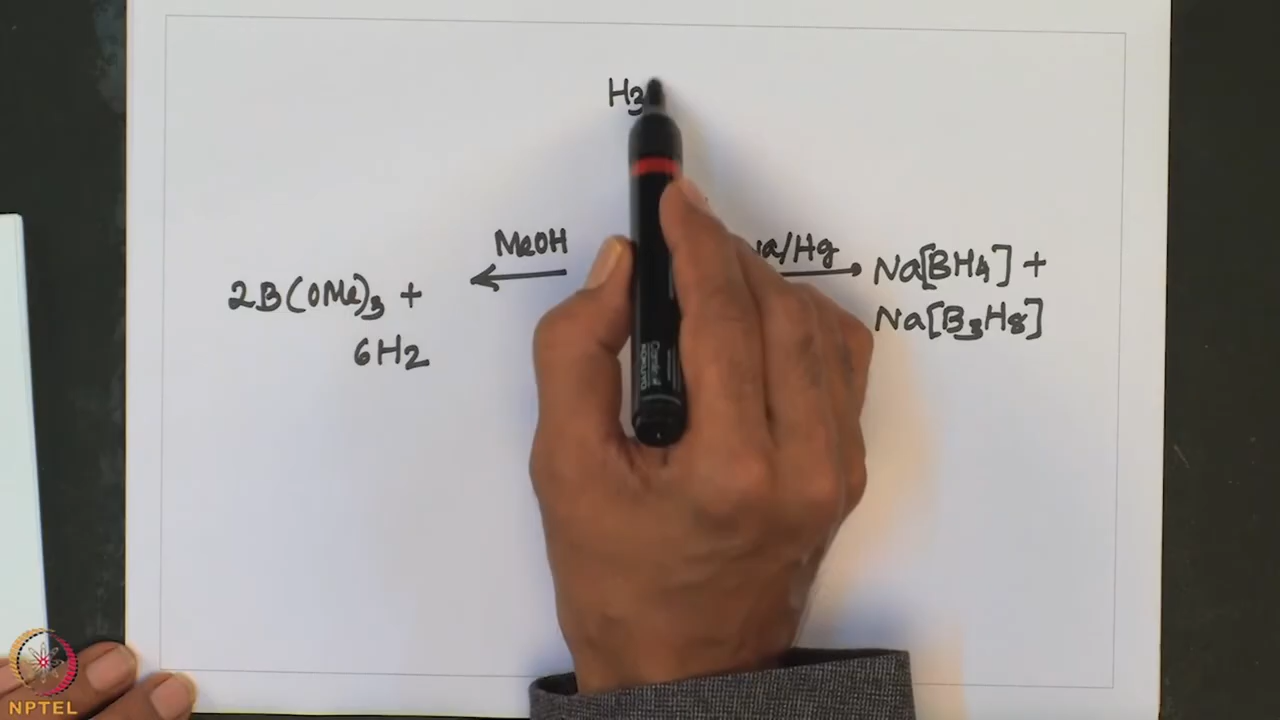 H3
MeOH
a/Hg
Na[BH4] +
2B(OMe)3 +
Na[B3H8]
6H2
NPTEL